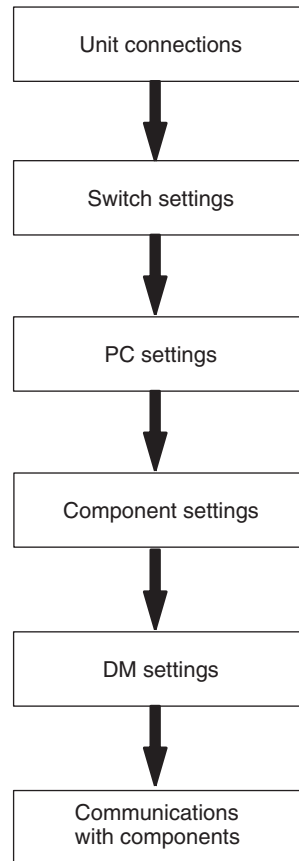 Unit connections
Switch settings
PC settings
Component settings
DM settings
Communications
with components